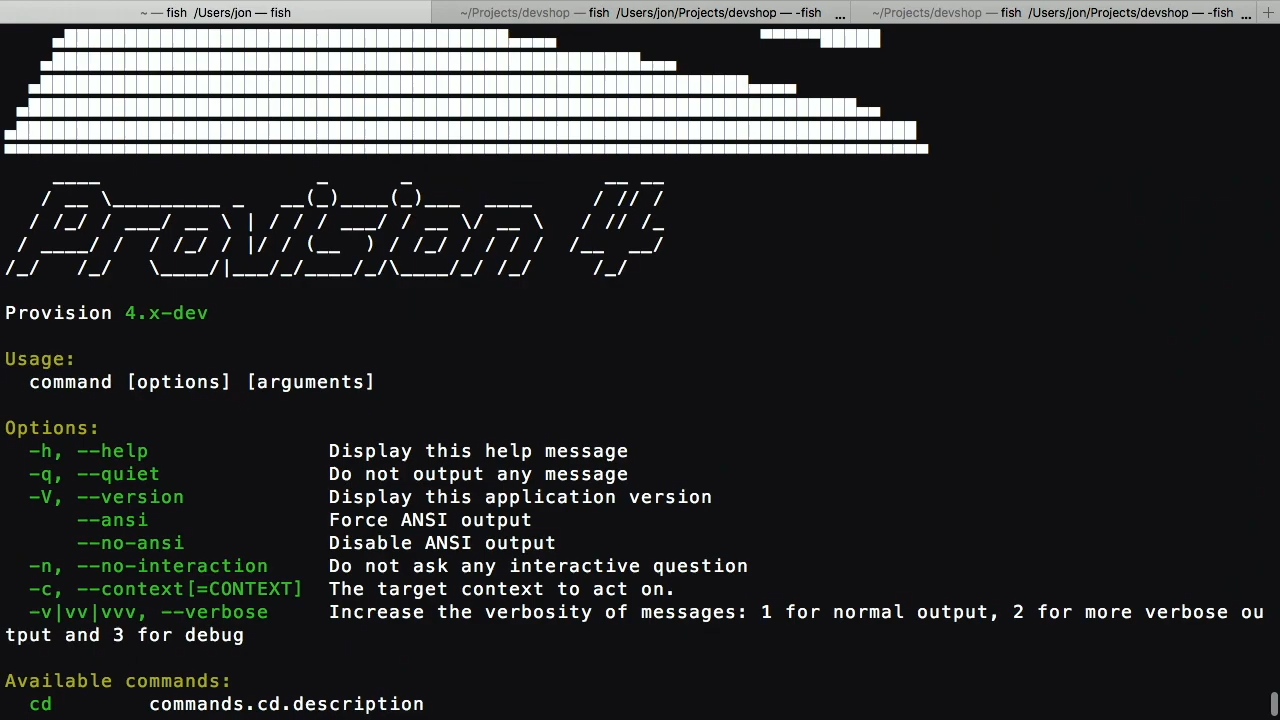 ~ — fish  /Users/jon — fish
~/Projects/devshop — fish  /Users/jon/Projects/devshop — -fish ...
~/Projects/devshop — fish  /Users/jon/Projects/devshop — -fish ... +
Provision 4
Provision 4.x-dev
Usage:
  command [options] [arguments]
Options:
  -h, --help               Display this help message
  -q, --quiet              Do not output any message
  -V, --version            Display this application version
      --ansi               Force ANSI output
      --no-ansi            Disable ANSI output
  -n, --no-interaction     Do not ask any interactive question
  -c, --context[=CONTEXT]  The target context to act on.
  -v|vv|vvv, --verbose     Increase the verbosity of messages: 1 for normal output, 2 for more verbose ou
tput and 3 for debug
Available commands:
  cd        commands.cd.description